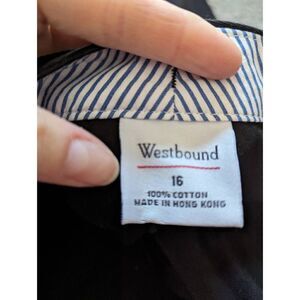 Westbound
16
100% COTTON
MADE IN HONG KONG